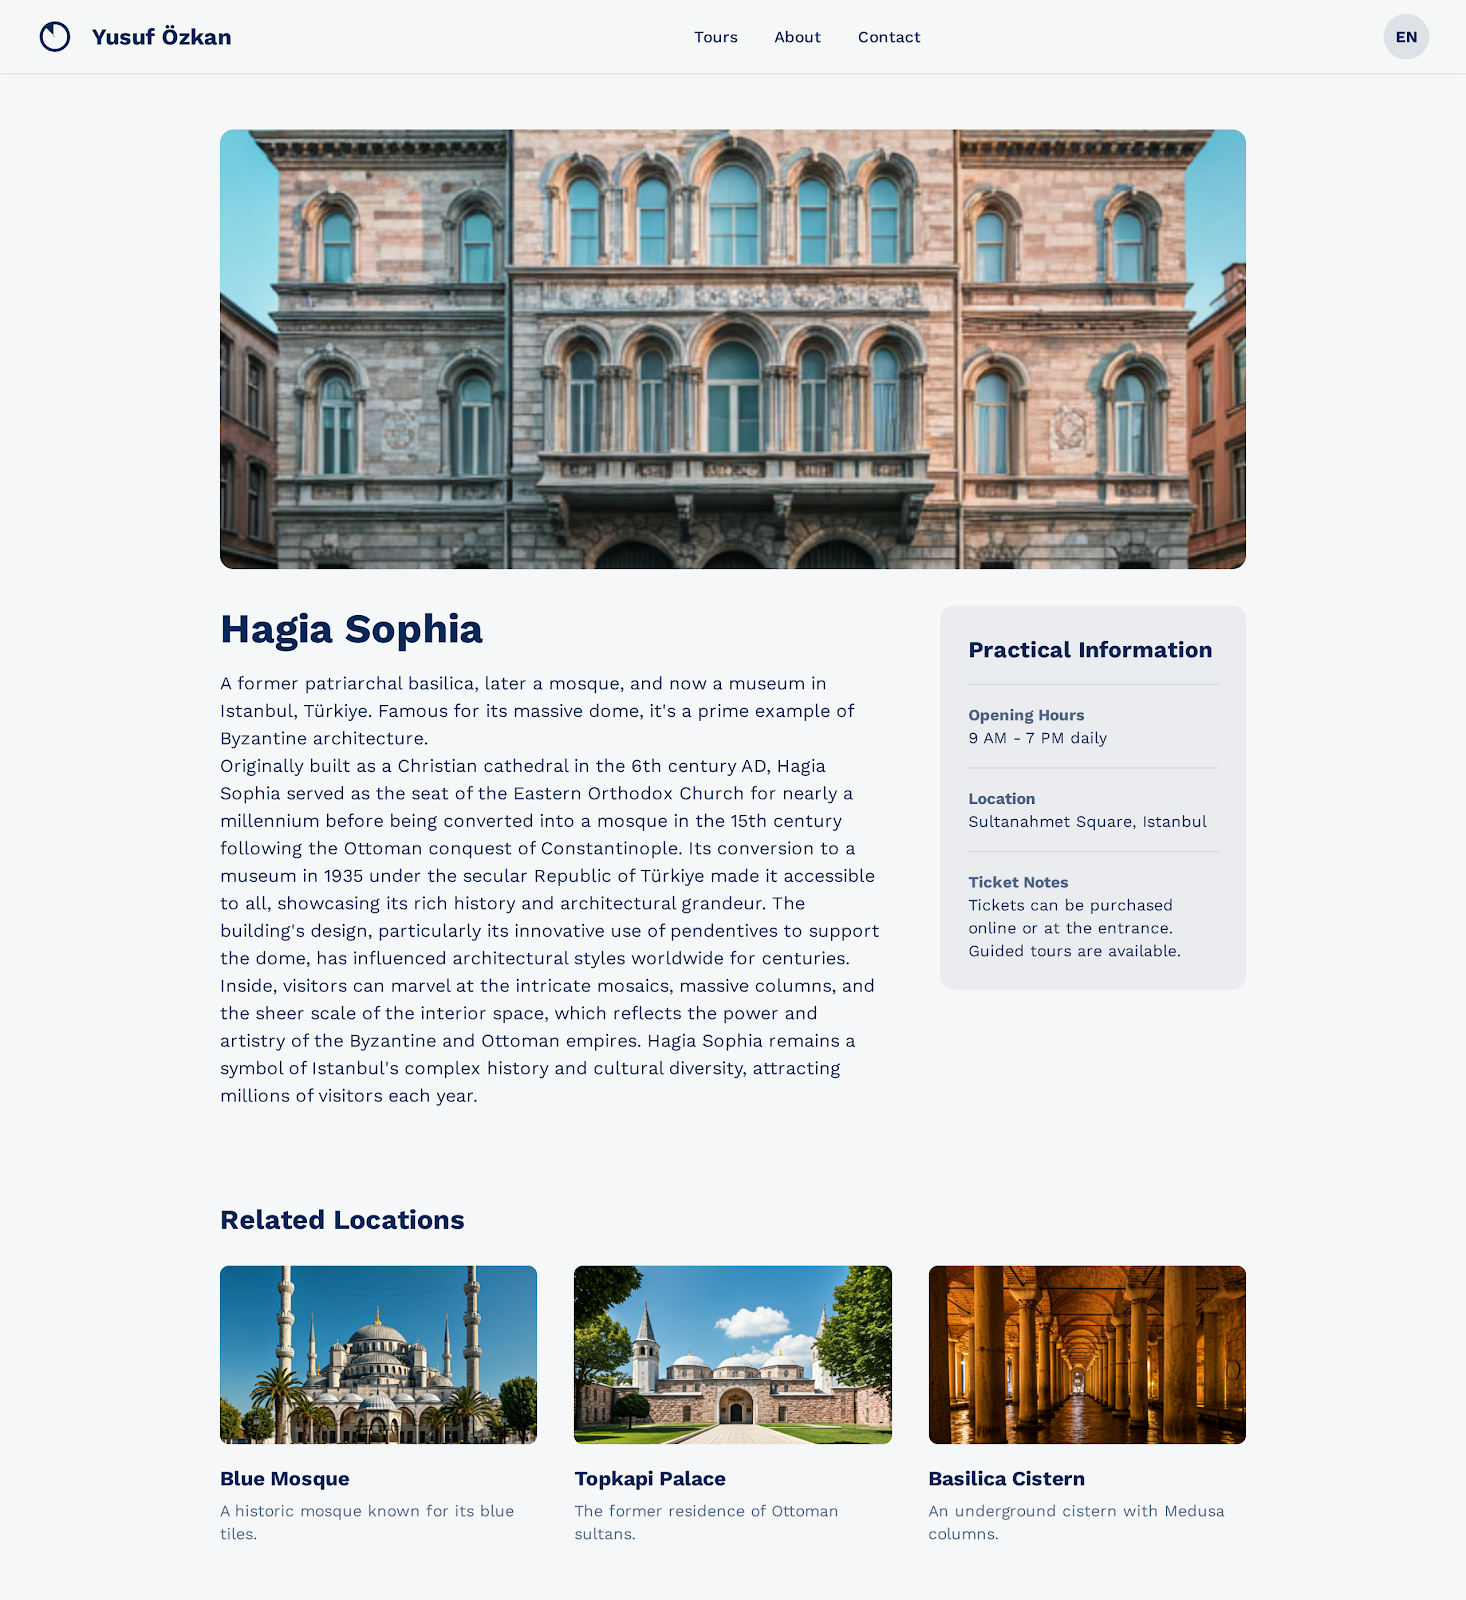 Yusuf Özkan
Tours
About
Contact
EN
Hagia Sophia
A former patriarchal basilica, later a mosque, and now a museum in
Istanbul, Türkiye. Famous for its massive dome, it's a prime example of
Byzantine architecture.
Originally built as a Christian cathedral in the 6th century AD, Hagia
Sophia served as the seat of the Eastern Orthodox Church for nearly a
millennium before being converted into a mosque in the 15th century
following the Ottoman conquest of Constantinople. Its conversion to a
museum in 1935 under the secular Republic of Türkiye made it accessible
to all, showcasing its rich history and architectural grandeur. The
building's design, particularly its innovative use of pendentives to support
the dome, has influenced architectural styles worldwide for centuries.
Inside, visitors can marvel at the intricate mosaics, massive columns, and
the sheer scale of the interior space, which reflects the power and
artistry of the Byzantine and Ottoman empires. Hagia Sophia remains a
symbol of Istanbul's complex history and cultural diversity, attracting
millions of visitors each year.
Practical Information
Opening Hours
9 AM - 7 PM daily
Location
Sultanahmet Square, Istanbul
Ticket Notes
Tickets can be purchased
online or at the entrance.
Guided tours are available.
Related Locations
Blue Mosque
A historic mosque known for its blue
tiles.
Topkapi Palace
The former residence of Ottoman
sultans.
Basilica Cistern
An underground cistern with Medusa
columns.